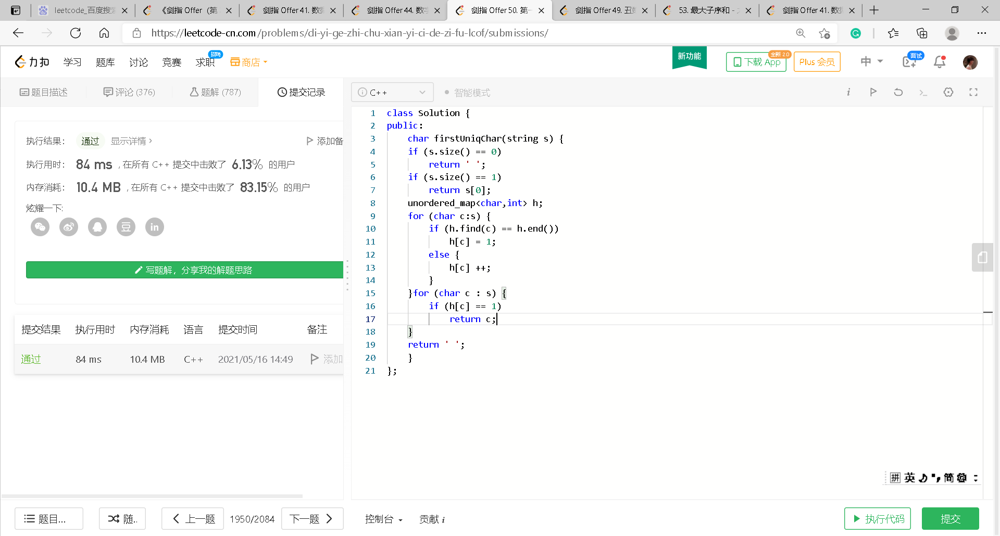 leetcode_百度搜索
《剑指 Offer（第
剑指 Offer 41. 数据
剑指 Offer 44. 数字
剑指 Offer 50. 第一
剑指 Offer 49. 丑数
53. 最大子序和 -
剑指 Offer 41. 数据
https://leetcode-cn.com/problems/di-yi-ge-zhi-chu-xian-yi-ci-de-zi-fu-lcof/submissions/
力扣 学习 题库 讨论 竞赛 求职 招聘 商店
新功能
下载 App 全新 2.0
Plus 会员
中
面试
题目描述 评论 (376) 题解 (787) 提交记录
C++ 智能模式
执行结果： 通过 显示详情 > 添加备
执行用时： 84 ms , 在所有 C++ 提交中击败了 6.13% 的用户
内存消耗： 10.4 MB , 在所有 C++ 提交中击败了 83.15% 的用户
炫耀一下:
豆 in
写题解，分享我的解题思路
提交结果 执行用时 内存消耗 语言 提交时间 备注
通过 84 ms 10.4 MB C++ 2021/05/16 14:49 添加
1 class Solution {
2 public:
3 char firstUniqChar(string s) {
4 if (s.size() == 0)
5 return ' ';
6 if (s.size() == 1)
7 return s[0];
8 unordered_map<char,int> h;
9 for (char c:s) {
10 if (h.find(c) == h.end())
11 h[c] = 1;
12 else {
13 h[c] ++;
14 }
15 }for (char c : s) {
16 if (h[c] == 1)
17 return c;
18 }
19 return ' ';
20 }
21 };
拼 英 简
题目... 随.. 上一题 1950/2084 下一题
控制台 贡献 i
执行代码 提交